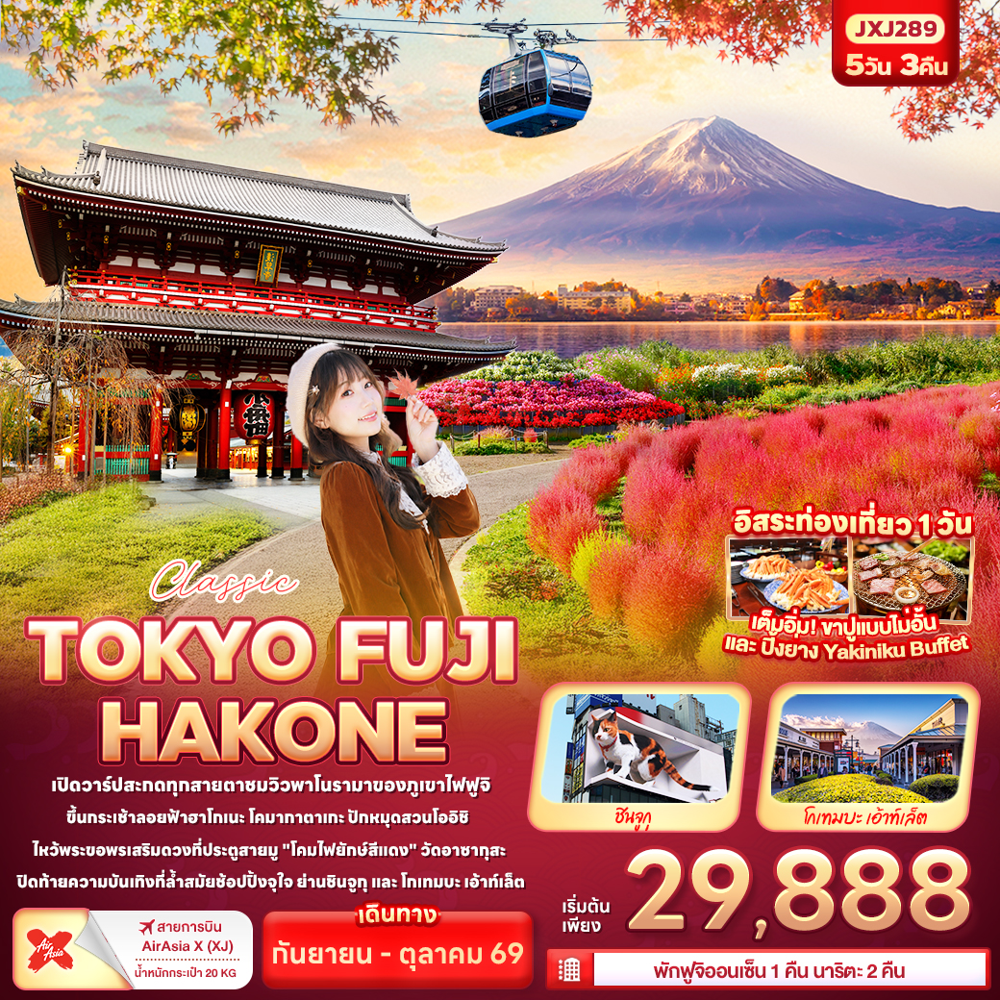 JXJ289
5วัน 3คืน
อิสระท่องเที่ยว 1 วัน
เต็มอิ่ม! ขาปูแบบไม่อั้น
และ ปิ้งย่าง Yakiniku Buffet
Classic
TOKYO FUJI
HAKONE
เปิดวาร์ปสะกดทุกสายตาชมวิวพาโนรามาของภูเขาไฟฟูจิ
ขึ้นกระเช้าลอยฟ้าฮาโกเนะ โคมากาตาเกะ ปักหมุดสวนโออิชิ
ไหว้พระขอพรเสริมดวงที่ประตูสายมู "โคมไฟยักษ์สีแดง" วัดอาซากุสะ
ปิดท้ายความบันเทิงที่ล้ำสมัยช้อปปิ้งจุใจ ย่านชินจูกุ และ โกเทมบะ เอ้าท์เล็ต
ชินจูกุ
โกเทมบะ เอ้าท์เล็ต
เริ่มต้น
เพียง
29,888
Air
Asia
สายการบิน
AirAsia X (XJ)
น้ำหนักกระเป๋า 20 KG
เดินทาง
กันยายน - ตุลาคม 69
พักฟูจิออนเซ็น 1 คืน นาริตะ 2 คืน